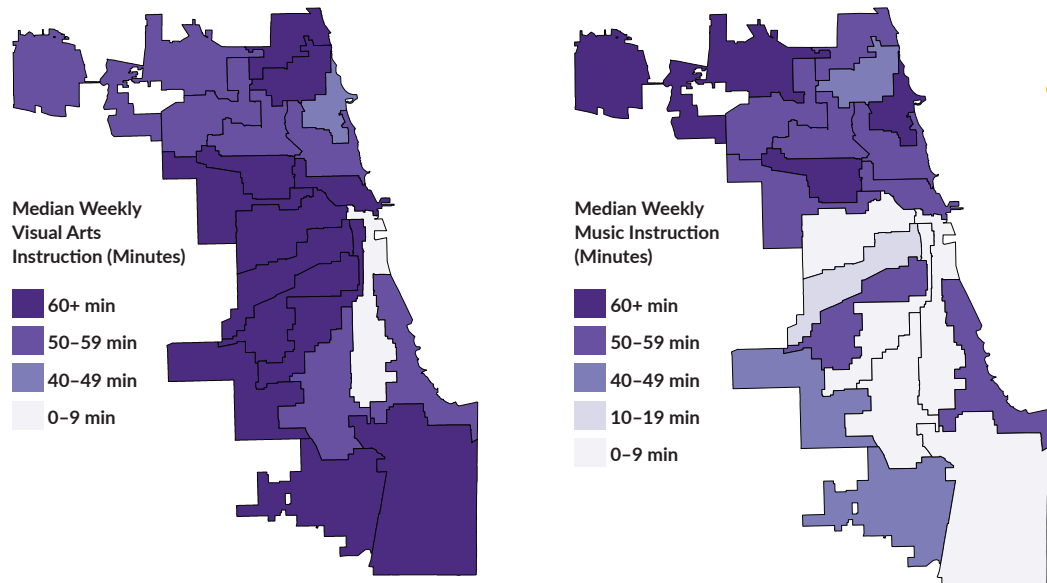 Median Weekly
Visual Arts
Instruction (Minutes)
60+ min
50–59 min
40–49 min
0–9 min
Median Weekly
Music Instruction
(Minutes)
60+ min
50–59 min
40–49 min
10–19 min
0–9 min